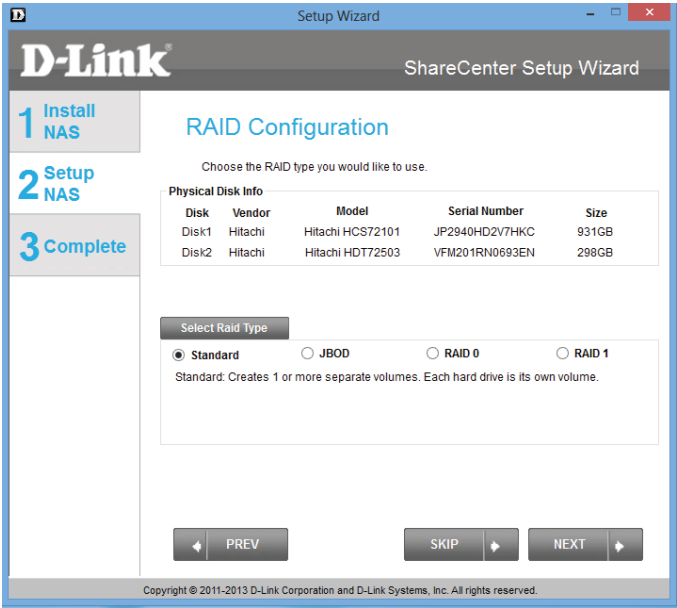 D Setup Wizard
D-Link®
ShareCenter Setup Wizard
1 Install NAS
2 Setup NAS
3 Complete
RAID Configuration
Choose the RAID type you would like to use.
Physical Disk Info
Disk Vendor Model Serial Number Size
Disk1 Hitachi Hitachi HCS72101 JP2940HD2V7HKC 931GB
Disk2 Hitachi Hitachi HDT72503 VFM201RN0693EN 298GB
Select Raid Type
Standard JBOD RAID 0 RAID 1
Standard: Creates 1 or more separate volumes. Each hard drive is its own volume.
PREV SKIP NEXT
Copyright © 2011-2013 D-Link Corporation and D-Link Systems, Inc. All rights reserved.